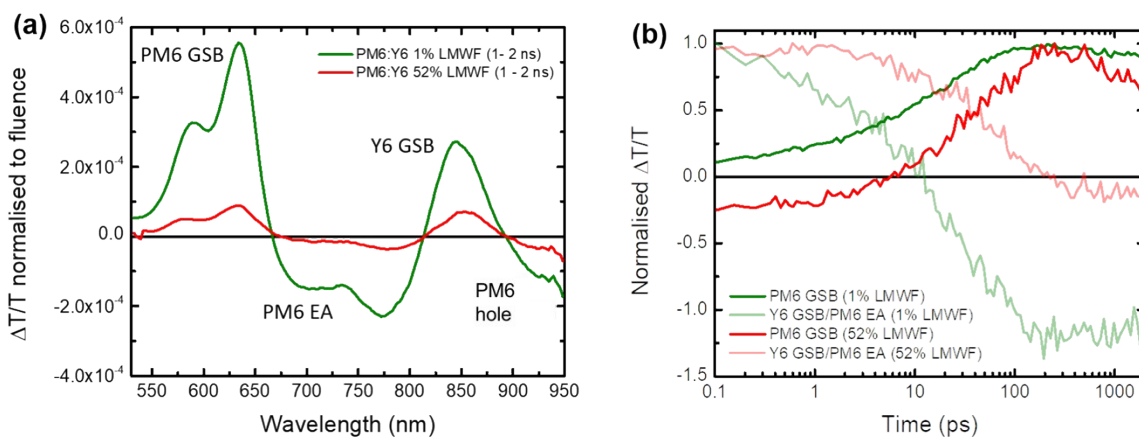 (a)
6.0x10⁻⁴
4.0x10⁻⁴
2.0x10⁻⁴
0.0
-2.0x10⁻⁴
-4.0x10⁻⁴
ΔT/T normalised to fluence
PM6 GSB
PM6:Y6 1% LMWF (1- 2 ns)
PM6:Y6 52% LMWF (1 - 2 ns)
Y6 GSB
PM6 EA
PM6
hole
550 600 650 700 750 800 850 900 950
Wavelength (nm)
(b)
1.0
0.5
0.0
-0.5
-1.0
-1.5
Normalised ΔT/T
PM6 GSB (1% LMWF)
Y6 GSB/PM6 EA (1% LMWF)
PM6 GSB (52% LMWF)
Y6 GSB/PM6 EA (52% LMWF)
0.1 1 10 100 1000
Time (ps)